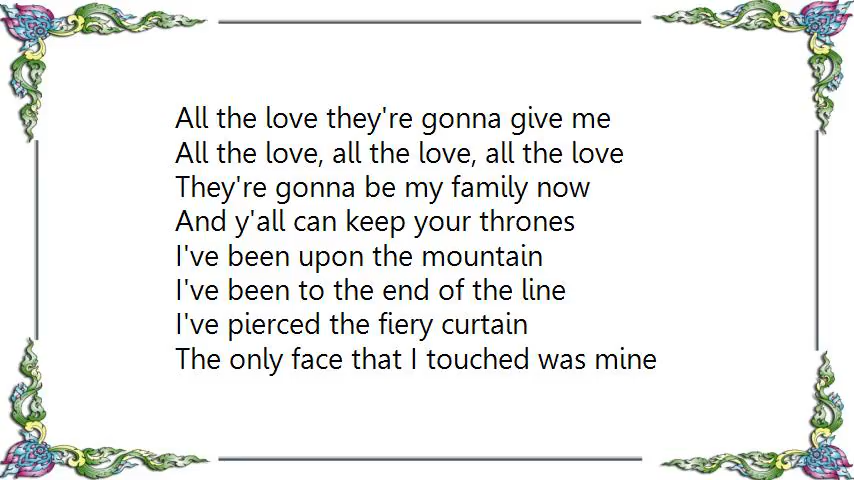 All the love they're gonna give me
All the love, all the love, all the love
They're gonna be my family now
And y'all can keep your thrones
I've been upon the mountain
I've been to the end of the line
I've pierced the fiery curtain
The only face that I touched was mine